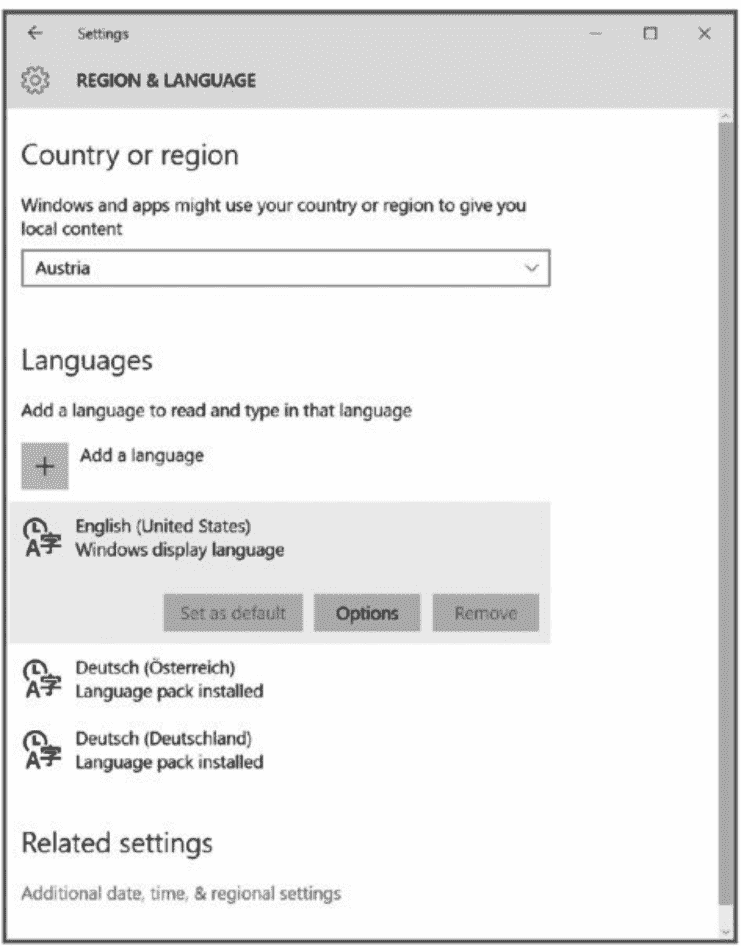 Settings
REGION & LANGUAGE
Country or region
Windows and apps might use your country or region to give you
local content
Austria
Languages
Add a language to read and type in that language
Add a language
English (United States)
Windows display language
Set as default Options Remove
Deutsch (Österreich)
Language pack installed
Deutsch (Deutschland)
Language pack installed
Related settings
Additional date, time, & regional settings